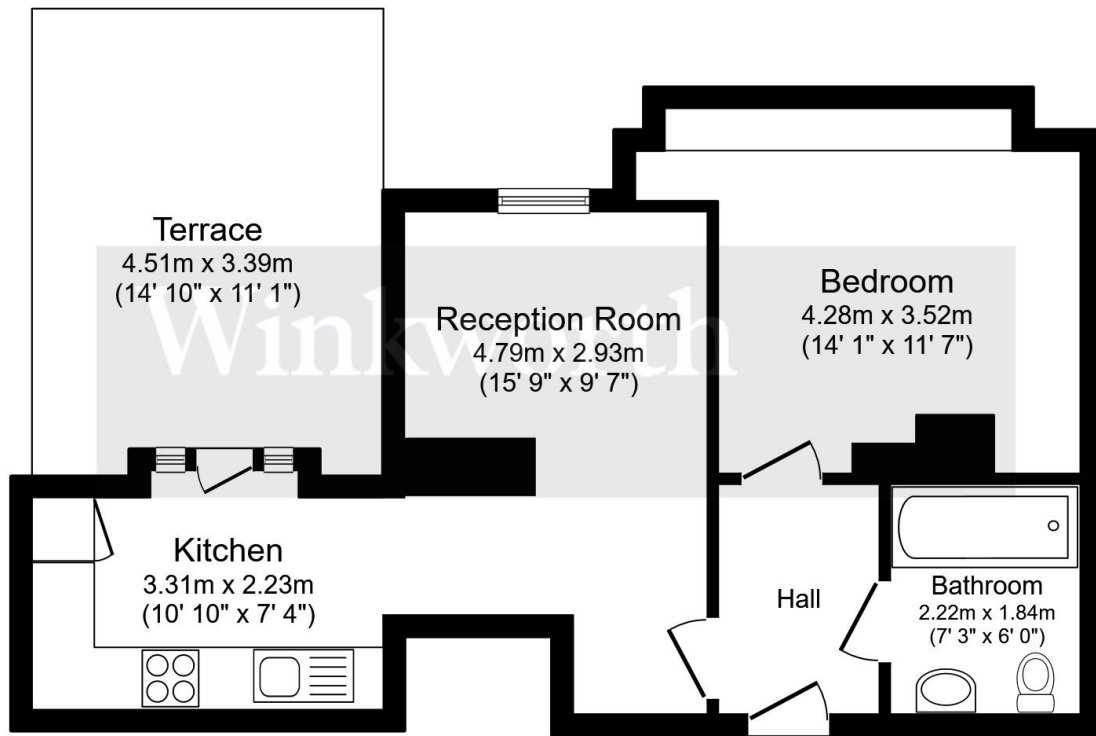 Terrace
4.51m x 3.39m
(14' 10" x 11' 1")
Winkworth
Reception Room
4.79m x 2.93m
(15' 9" x 9' 7")
Bedroom
4.28m x 3.52m
(14' 1" x 11' 7")
Kitchen
3.31m x 2.23m
(10' 10" x 7' 4")
Hall
Bathroom
2.22m x 1.84m
(7' 3" x 6' 0")